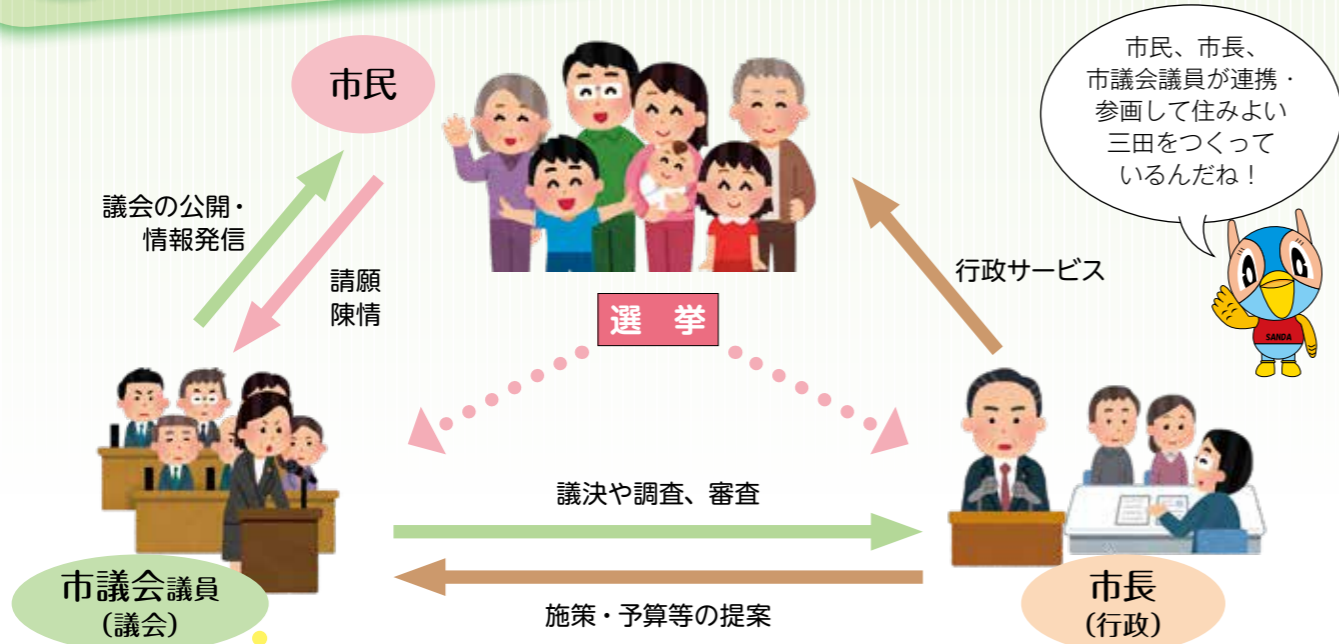 市民
市民、市長、
市議会議員が連携・
参画して住みよい
三田をつくって
いるんだね！
議会の公開・
情報発信
請願
陳情
行政サービス
SANDA
選 挙
議決や調査、審査
施策・予算等の提案
市議会議員
（議会）
市長
（行政）